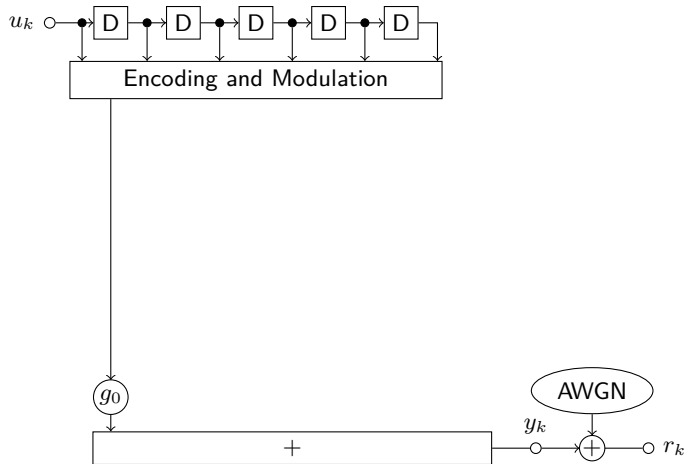 u_k D D D D D
Encoding and Modulation
g_0
AWGN
y_k
+ + r_k